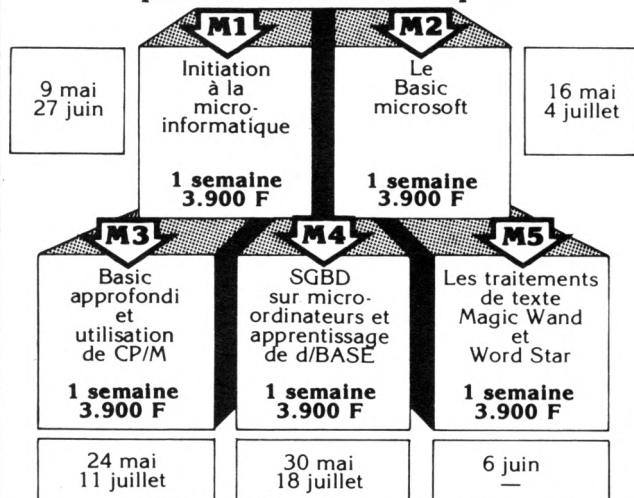 M1
M2
9 mai
27 juin
Initiation
à la
micro-
informatique
1 semaine
3.900 F
Le
Basic
microsoft
1 semaine
3.900 F
16 mai
4 juillet
M3
M4
M5
Basic
approfondi
et
utilisation
de CP/M
1 semaine
3.900 F
SGBD
sur micro-
ordinateurs et
apprentissage
de d/BASE
1 semaine
3.900 F
Les traitements
de texte
Magic Wand
et
Word Star
1 semaine
3.900 F
24 mai
11 juillet
30 mai
18 juillet
6 juin
—